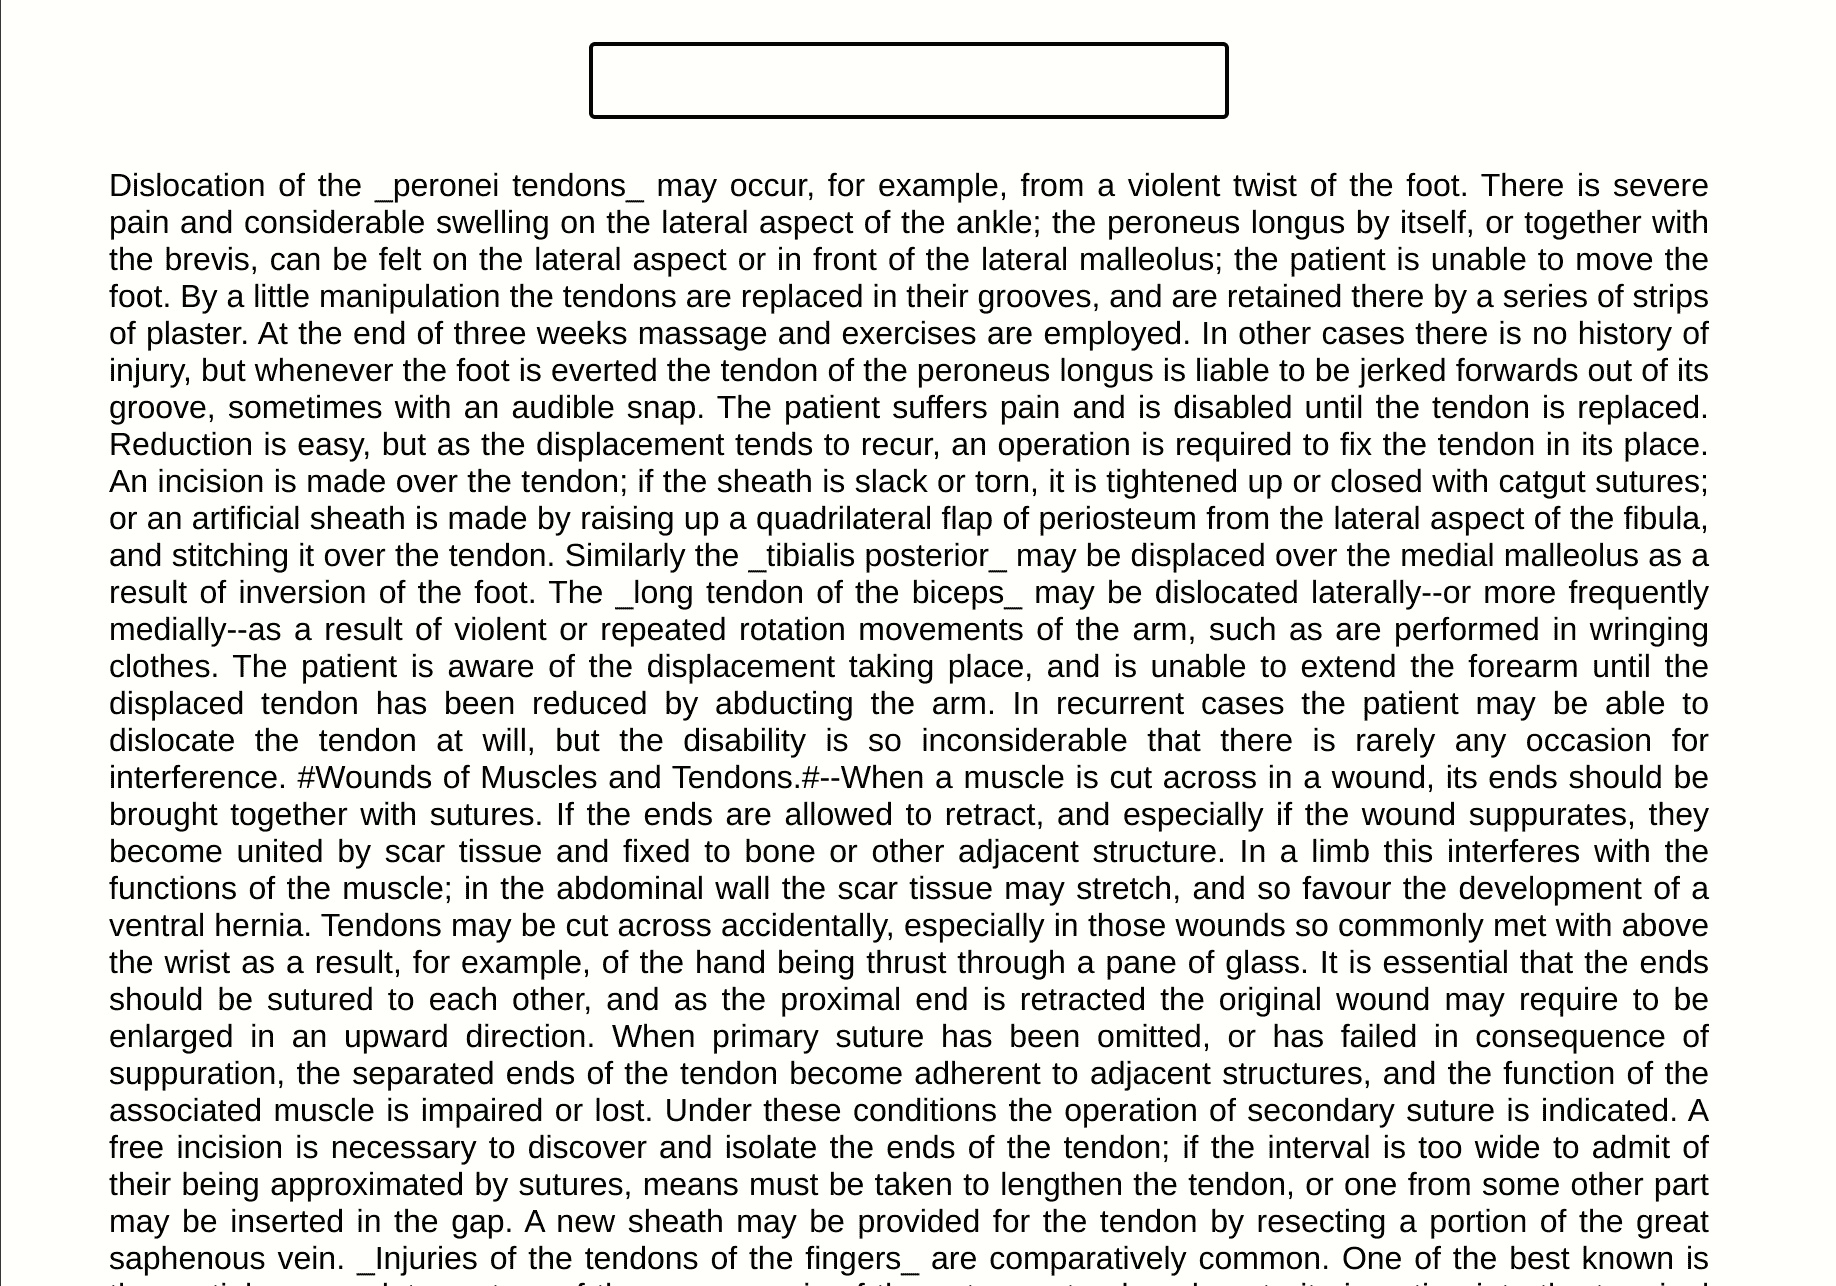 Dislocation of the _peronei tendons_ may occur, for example, from a violent twist of the foot. There is severe
pain and considerable swelling on the lateral aspect of the ankle; the peroneus longus by itself, or together with
the brevis, can be felt on the lateral aspect or in front of the lateral malleolus; the patient is unable to move the
foot. By a little manipulation the tendons are replaced in their grooves, and are retained there by a series of strips
of plaster. At the end of three weeks massage and exercises are employed. In other cases there is no history of
injury, but whenever the foot is everted the tendon of the peroneus longus is liable to be jerked forwards out of its
groove, sometimes with an audible snap. The patient suffers pain and is disabled until the tendon is replaced.
Reduction is easy, but as the displacement tends to recur, an operation is required to fix the tendon in its place.
An incision is made over the tendon; if the sheath is slack or torn, it is tightened up or closed with catgut sutures;
or an artificial sheath is made by raising up a quadrilateral flap of periosteum from the lateral aspect of the fibula,
and stitching it over the tendon. Similarly the _tibialis posterior_ may be displaced over the medial malleolus as a
result of inversion of the foot. The _long tendon of the biceps_ may be dislocated laterally--or more frequently
medially--as a result of violent or repeated rotation movements of the arm, such as are performed in wringing
clothes. The patient is aware of the displacement taking place, and is unable to extend the forearm until the
displaced tendon has been reduced by abducting the arm. In recurrent cases the patient may be able to
dislocate the tendon at will, but the disability is so inconsiderable that there is rarely any occasion for
interference. #Wounds of Muscles and Tendons.#--When a muscle is cut across in a wound, its ends should be
brought together with sutures. If the ends are allowed to retract, and especially if the wound suppurates, they
become united by scar tissue and fixed to bone or other adjacent structure. In a limb this interferes with the
functions of the muscle; in the abdominal wall the scar tissue may stretch, and so favour the development of a
ventral hernia. Tendons may be cut across accidentally, especially in those wounds so commonly met with above
the wrist as a result, for example, of the hand being thrust through a pane of glass. It is essential that the ends
should be sutured to each other, and as the proximal end is retracted the original wound may require to be
enlarged in an upward direction. When primary suture has been omitted, or has failed in consequence of
suppuration, the separated ends of the tendon become adherent to adjacent structures, and the function of the
associated muscle is impaired or lost. Under these conditions the operation of secondary suture is indicated. A
free incision is necessary to discover and isolate the ends of the tendon; if the interval is too wide to admit of
their being approximated by sutures, means must be taken to lengthen the tendon, or one from some other part
may be inserted in the gap. A new sheath may be provided for the tendon by resecting a portion of the great
saphenous vein. _Injuries of the tendons of the fingers_ are comparatively common. One of the best known is